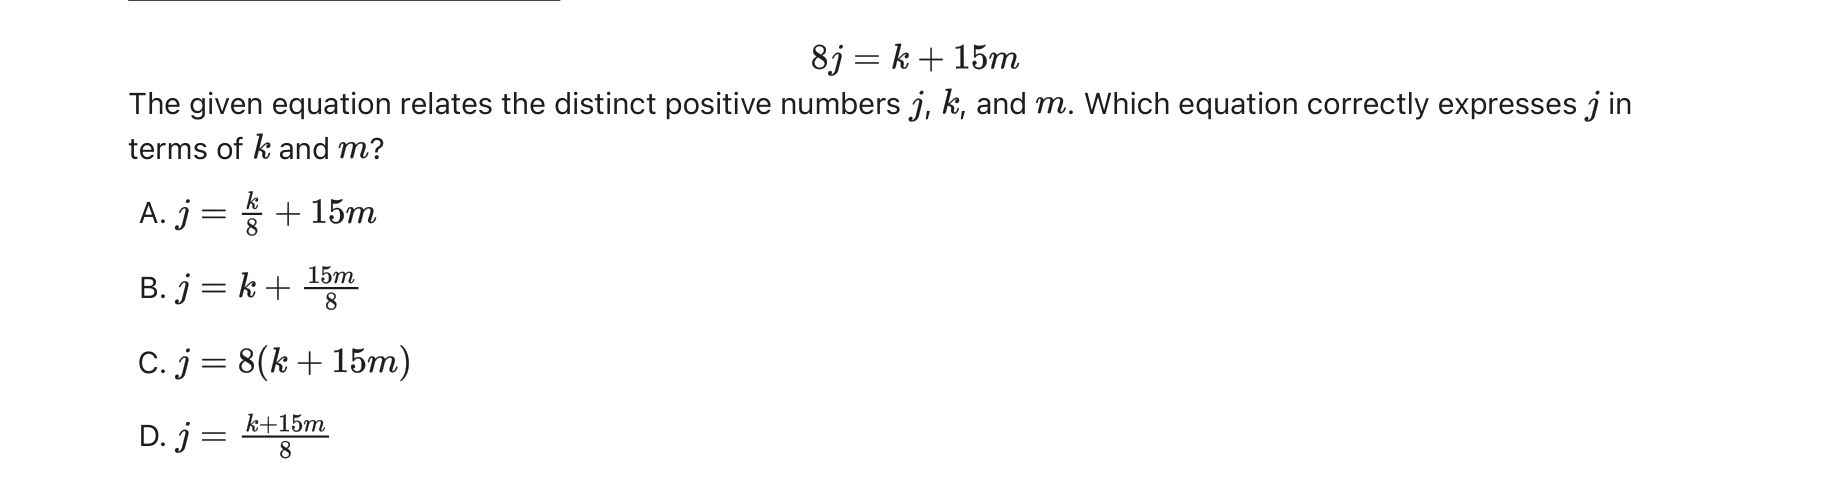 8j = k + 15m
The given equation relates the distinct positive numbers j, k, and m. Which equation correctly expresses j in
terms of k and m?
A. j = \frac{k}{8} + 15m
B. j = k + \frac{15m}{8}
C. j = 8(k + 15m)
D. j = \frac{k+15m}{8}